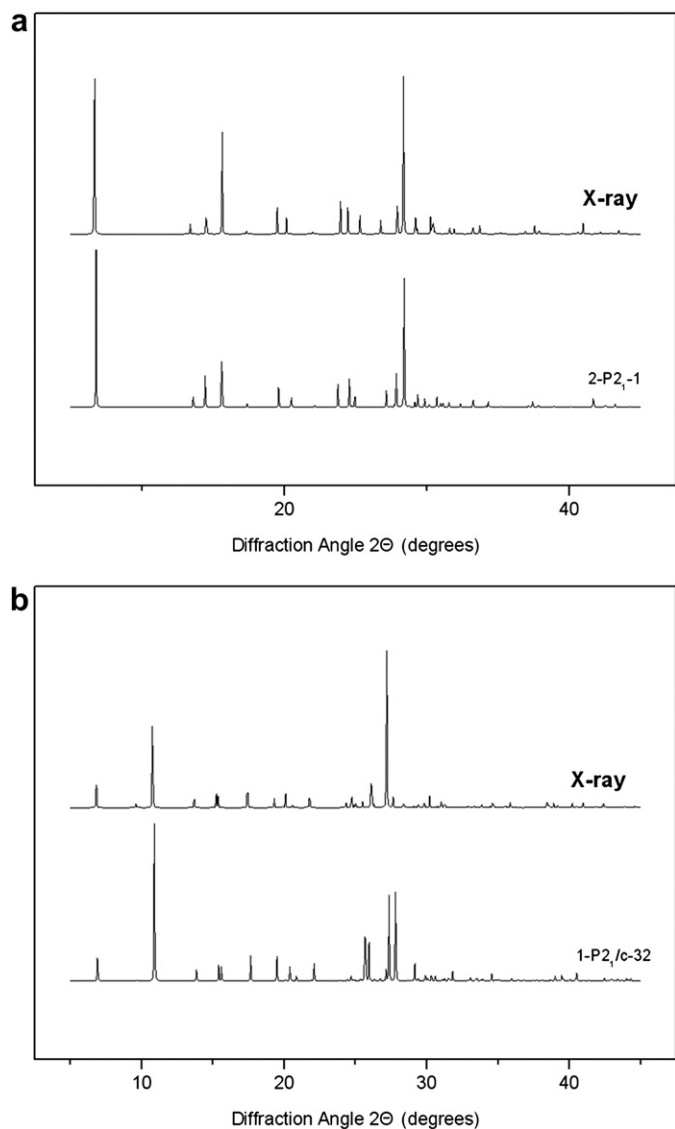 a
X-ray
2-P2₁-1
20 40
Diffraction Angle 2Θ (degrees)
b
X-ray
1-P2₁/c-32
10 20 30 40
Diffraction Angle 2Θ (degrees)